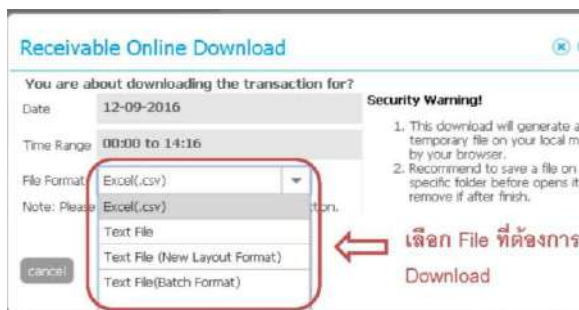 Receivable Online Download
You are about downloading the transaction for?
Date 12-09-2016
Time Range 00:00 to 14:16
File Format Excel(.csv)
Note: Please
Excel(.csv)
Text File
Text File (New Layout Format)
Text File(Batch Format)
tion.
cancel
Security Warning!
1. This download will generate a
temporary file on your local m
by your browser.
2. Recommend to save a file on
specific folder before opens it
remove if after finish.
เลือก File ที่ต้องการ
Download